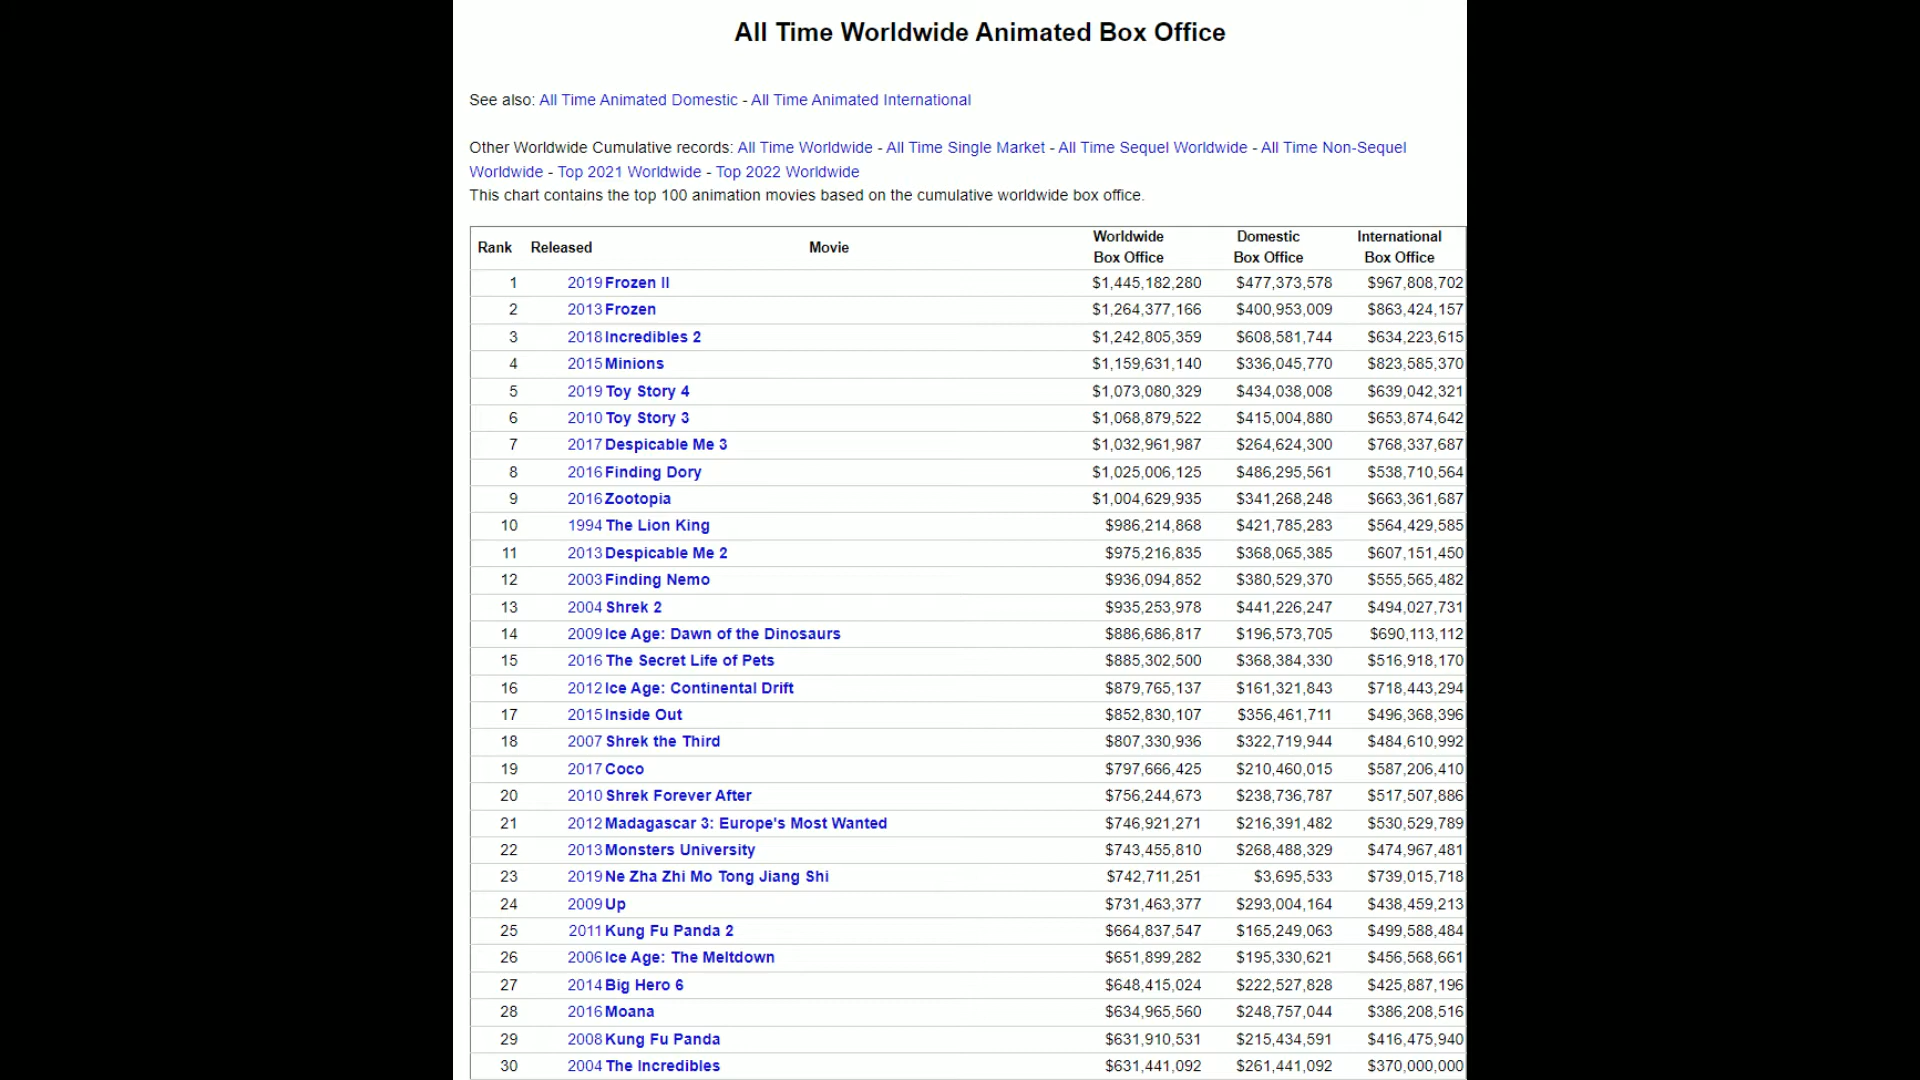 All Time Worldwide Animated Box Office
See also: All Time Animated Domestic - All Time Animated International
Other Worldwide Cumulative records: All Time Worldwide - All Time Single Market - All Time Sequel Worldwide - All Time Non-Sequel
Worldwide - Top 2021 Worldwide - Top 2022 Worldwide
This chart contains the top 100 animation movies based on the cumulative worldwide box office.
Rank Released Movie Worldwide Box Office Domestic Box Office International Box Office
1 2019 Frozen II $1,445,182,280 $477,373,578 $967,808,702
2 2013 Frozen $1,264,377,166 $400,953,009 $863,424,157
3 2018 Incredibles 2 $1,242,805,359 $608,581,744 $634,223,615
4 2015 Minions $1,159,631,140 $336,045,770 $823,585,370
5 2019 Toy Story 4 $1,073,080,329 $434,038,008 $639,042,321
6 2010 Toy Story 3 $1,068,879,522 $415,004,880 $653,874,642
7 2017 Despicable Me 3 $1,032,961,987 $264,624,300 $768,337,687
8 2016 Finding Dory $1,025,006,125 $486,295,561 $538,710,564
9 2016 Zootopia $1,004,629,935 $341,268,248 $663,361,687
10 1994 The Lion King $986,214,868 $421,785,283 $564,429,585
11 2013 Despicable Me 2 $975,216,835 $368,065,385 $607,151,450
12 2003 Finding Nemo $936,094,852 $380,529,370 $555,565,482
13 2004 Shrek 2 $935,253,978 $441,226,247 $494,027,731
14 2009 Ice Age: Dawn of the Dinosaurs $886,686,817 $196,573,705 $690,113,112
15 2016 The Secret Life of Pets $885,302,500 $368,384,330 $516,918,170
16 2012 Ice Age: Continental Drift $879,765,137 $161,321,843 $718,443,294
17 2015 Inside Out $852,830,107 $356,461,711 $496,368,396
18 2007 Shrek the Third $807,330,936 $322,719,944 $484,610,992
19 2017 Coco $797,666,425 $210,460,015 $587,206,410
20 2010 Shrek Forever After $756,244,673 $238,736,787 $517,507,886
21 2012 Madagascar 3: Europe's Most Wanted $746,921,271 $216,391,482 $530,529,789
22 2013 Monsters University $743,455,810 $268,488,329 $474,967,481
23 2019 Ne Zha Zhi Mo Tong Jiang Shi $742,711,251 $3,695,533 $739,015,718
24 2009 Up $731,463,377 $293,004,164 $438,459,213
25 2011 Kung Fu Panda 2 $664,837,547 $165,249,063 $499,588,484
26 2006 Ice Age: The Meltdown $651,899,282 $195,330,621 $456,568,661
27 2014 Big Hero 6 $648,415,024 $222,527,828 $425,887,196
28 2016 Moana $634,965,560 $248,757,044 $386,208,516
29 2008 Kung Fu Panda $631,910,531 $215,434,591 $416,475,940
30 2004 The Incredibles $631,441,092 $261,441,092 $370,000,000